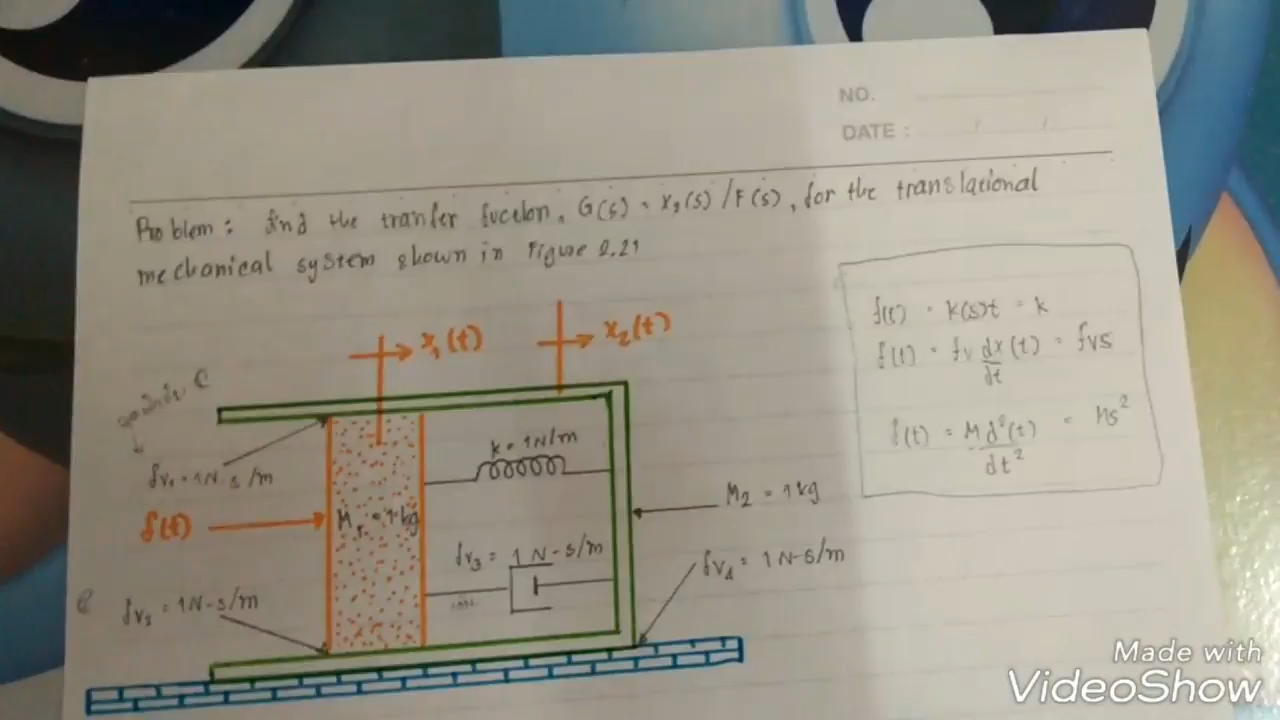 NO.
DATE :
Problem : find the tranfer fucction, G(s) = X₂(s) / F(s), for the translational
mechanical system shown in Figure 2.21
f(t) = k(s)t = k
f(t) = fv dx/dt (t) = fvs
f(t) = M d²(t)/dt² = Ms²
x₁(t)
x₂(t)
k = 1N/m
fv₁ = 1N-s/m
f(t)
M₁ = 1kg
M₂ = 1kg
fv₃ = 1N-s/m
fv₄ = 1N-s/m
fv₂ = 1N-s/m
Made with
VideoShow